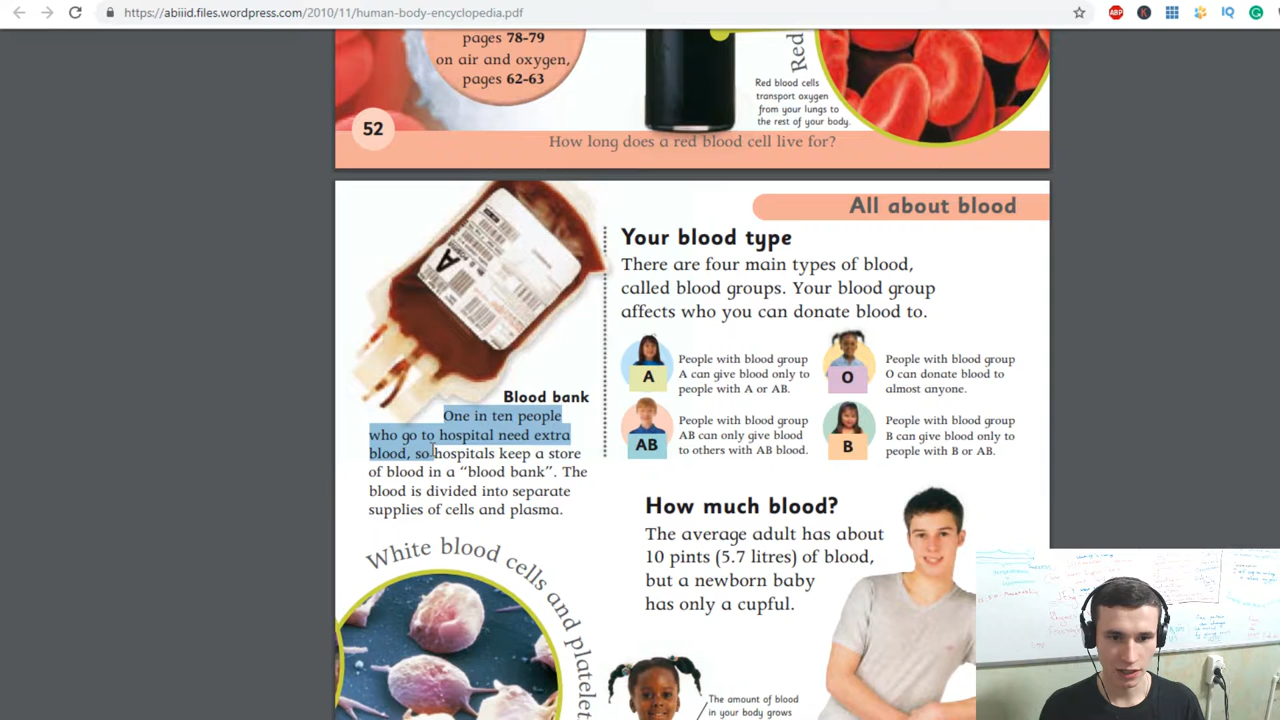 https://abiiid.files.wordpress.com/2010/11/human-body-encyclopedia.pdf
ABP
K
IQ
G
pages 78-79
on air and oxygen,
pages 62-63
Red
Red blood cells
transport oxygen
from your lungs to
the rest of your body.
52
How long does a red blood cell live for?
All about blood
A
Blood bank
One in ten people
who go to hospital need extra
blood, so hospitals keep a store
of blood in a “blood bank”. The
blood is divided into separate
supplies of cells and plasma.
Your blood type
There are four main types of blood,
called blood groups. Your blood group
affects who you can donate blood to.
A
People with blood group
A can give blood only to
people with A or AB.
O
People with blood group
O can donate blood to
almost anyone.
AB
People with blood group
AB can only give blood
to others with AB blood.
B
People with blood group
B can give blood only to
people with B or AB.
How much blood?
The average adult has about
10 pints (5.7 litres) of blood,
but a newborn baby
has only a cupful.
White blood cells and platelet
The amount of blood
in your body grows